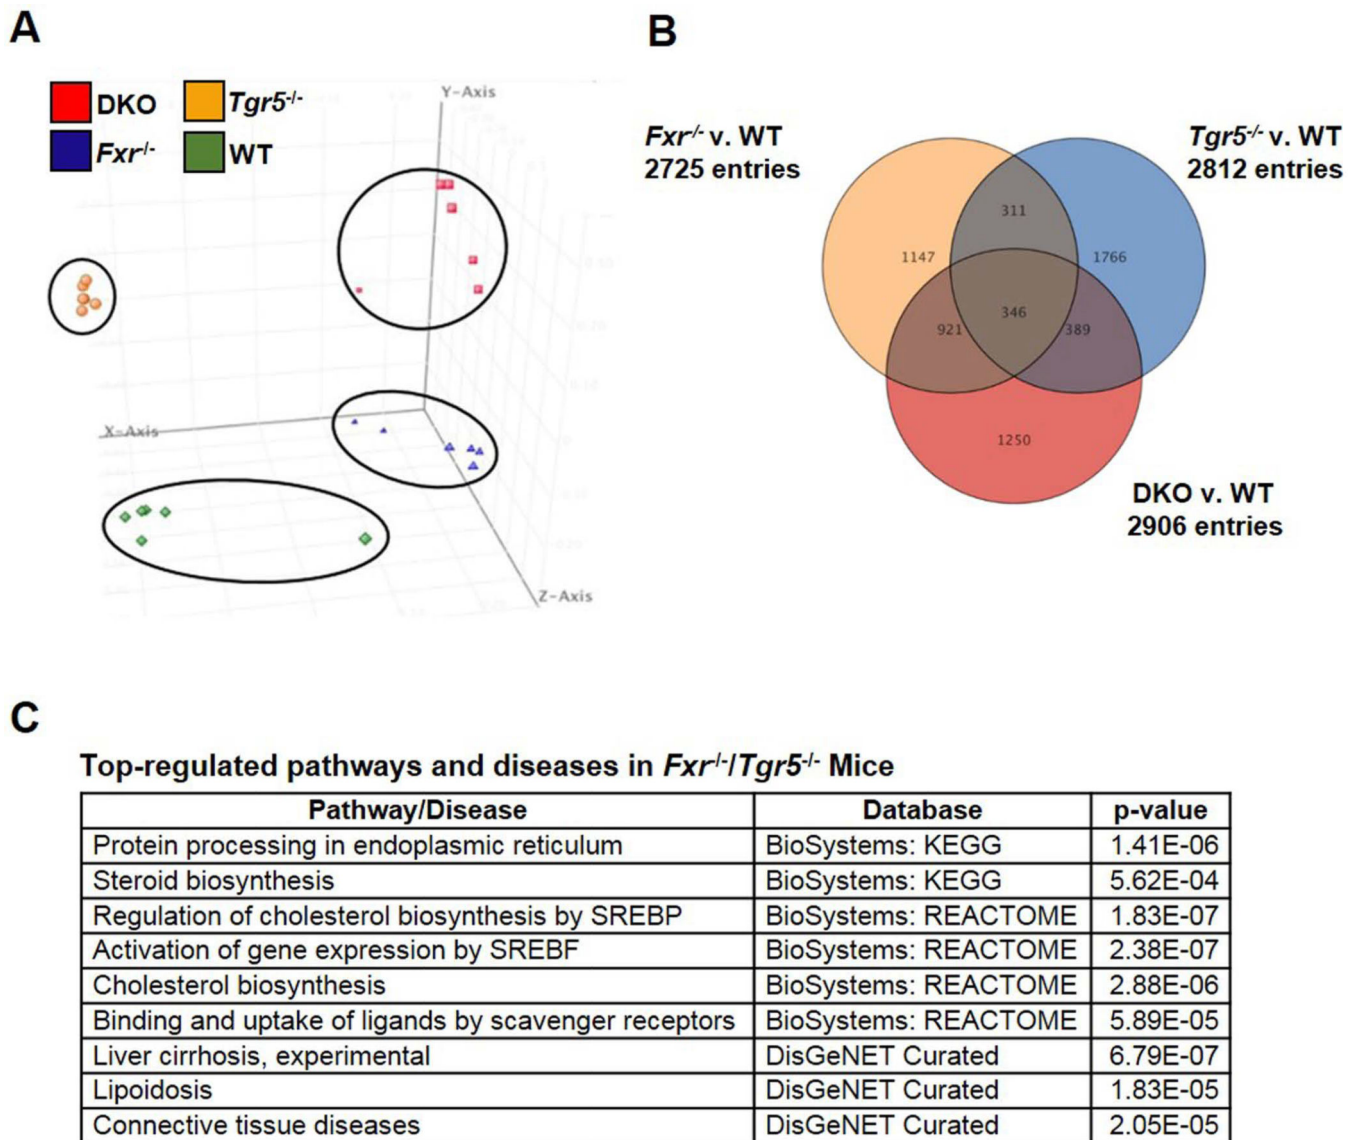 A
DKO
Tgr5-/-
Fxr-/-
WT
Y-Axis
X-Axis
Z-Axis
B
Fxr-/- v. WT
2725 entries
Tgr5-/- v. WT
2812 entries
311
1147
1766
346
921
389
1250
DKO v. WT
2906 entries
C
Top-regulated pathways and diseases in Fxr-/-/Tgr5-/- Mice
Pathway/Disease Database p-value
Protein processing in endoplasmic reticulum BioSystems: KEGG 1.41E-06
Steroid biosynthesis BioSystems: KEGG 5.62E-04
Regulation of cholesterol biosynthesis by SREBP BioSystems: REACTOME 1.83E-07
Activation of gene expression by SREBF BioSystems: REACTOME 2.38E-07
Cholesterol biosynthesis BioSystems: REACTOME 2.88E-06
Binding and uptake of ligands by scavenger receptors BioSystems: REACTOME 5.89E-05
Liver cirrhosis, experimental DisGeNET Curated 6.79E-07
Lipoidosis DisGeNET Curated 1.83E-05
Connective tissue diseases DisGeNET Curated 2.05E-05